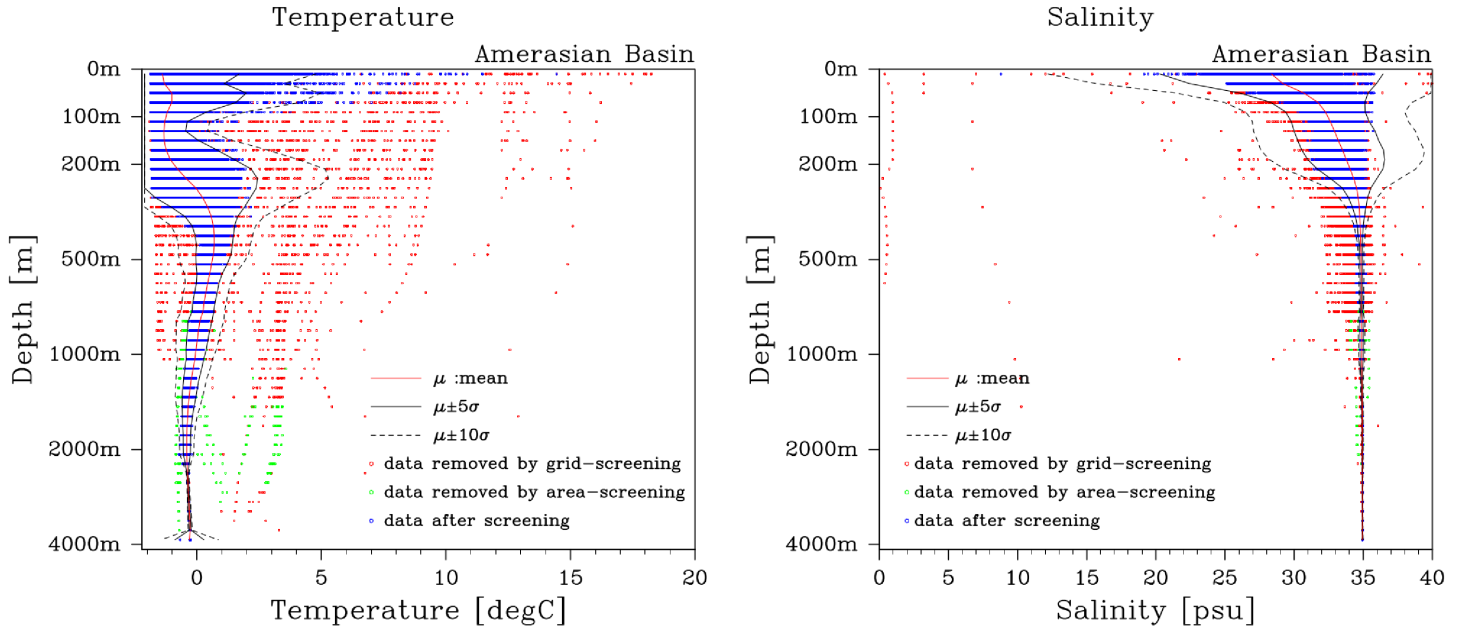 Temperature
Amerasian Basin
0m
100m
200m
500m
1000m
2000m
4000m
Depth [m]
μ :mean
μ±5σ
μ±10σ
data removed by grid-screening
data removed by area-screening
data after screening
0 5 10 15 20
Temperature [degC]
Salinity
Amerasian Basin
0m
100m
200m
500m
1000m
2000m
4000m
Depth [m]
μ :mean
μ±5σ
μ±10σ
data removed by grid-screening
data removed by area-screening
data after screening
0 5 10 15 20 25 30 35 40
Salinity [psu]